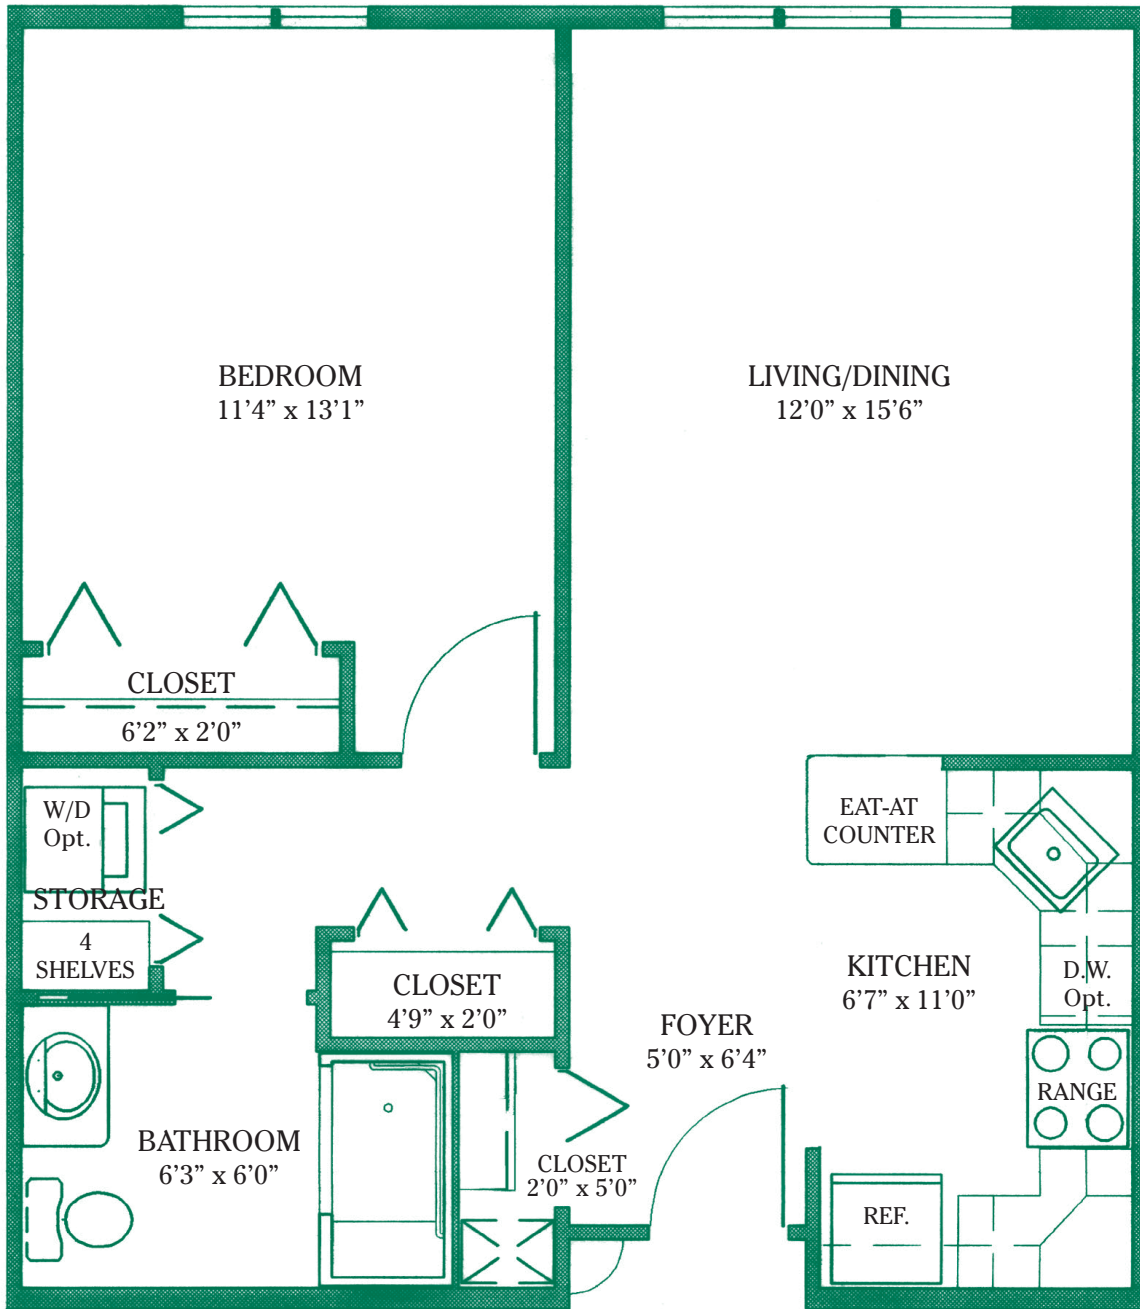 BEDROOM
11’4” x 13’1”
LIVING/DINING
12’0” x 15’6”
CLOSET
6’2” x 2’0”
W/D
Opt.
STORAGE
4
SHELVES
EAT-AT
COUNTER
CLOSET
4’9” x 2’0”
KITCHEN
6’7” x 11’0”
D.W.
Opt.
FOYER
5’0” x 6’4”
RANGE
BATHROOM
6’3” x 6’0”
CLOSET
2’0” x 5’0”
REF.